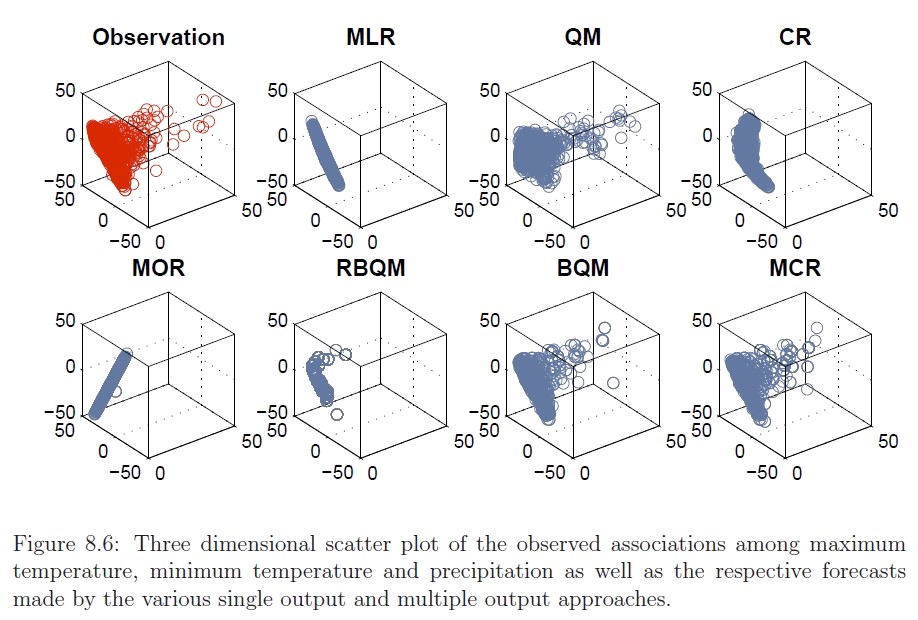 Observation MLR QM CR
50 50 50 50
0 0 0 0
−50 −50 −50 −50
50 50 50 50
0 50 0 50 0 50 0 50
−50 0 −50 0 −50 0 −50 0
MOR RBQM BQM MCR
50 50 50 50
0 0 0 0
−50 −50 −50 −50
50 50 50 50
0 50 0 50 0 50 0 50
−50 0 −50 0 −50 0 −50 0
Figure 8.6: Three dimensional scatter plot of the observed associations among maximum
temperature, minimum temperature and precipitation as well as the respective forecasts
made by the various single output and multiple output approaches.